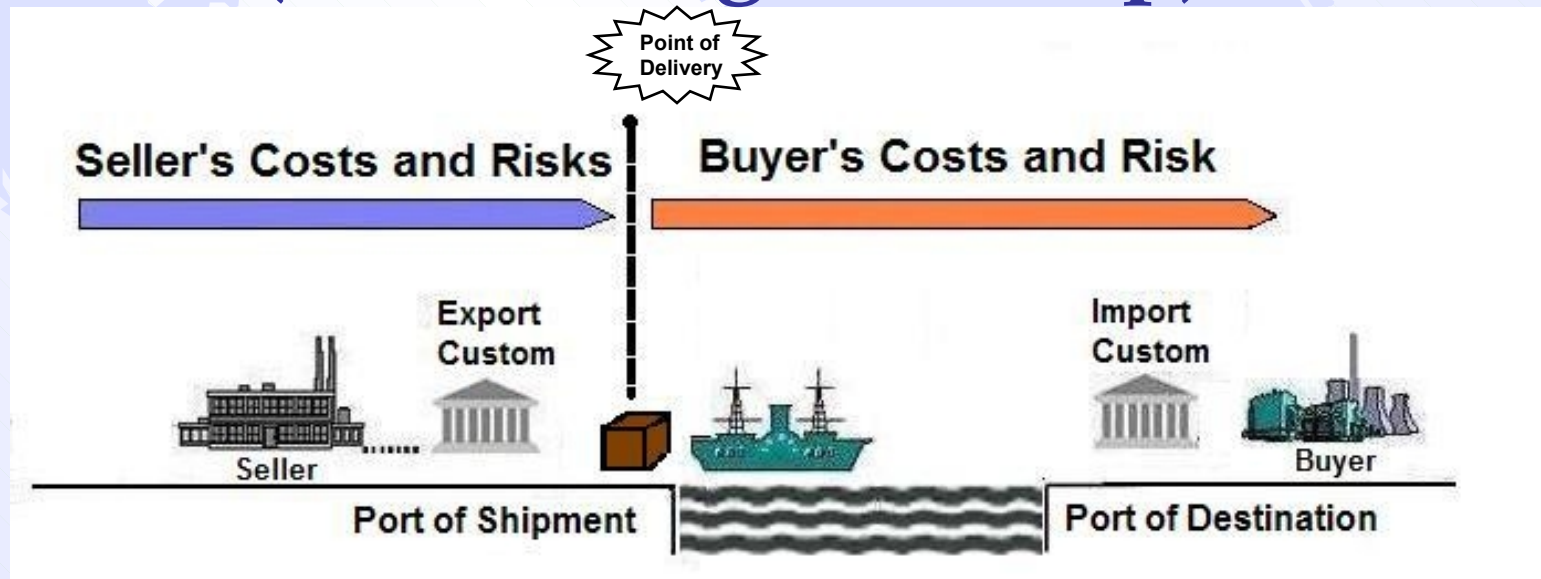 Point of
Delivery
Seller's Costs and Risks
Buyer's Costs and Risk
Export
Custom
Import
Custom
Seller
Buyer
Port of Shipment
Port of Destination